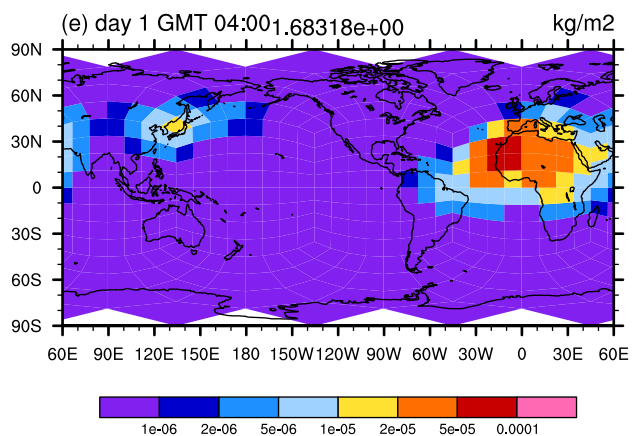 (e) day 1 GMT 04:00 1.68318e+00 kg/m2
90N
60N
30N
0
30S
60S
90S
60E 90E 120E 150E 180 150W 120W 90W 60W 30W 0 30E 60E
1e-06 2e-06 5e-06 1e-05 2e-05 5e-05 0.0001